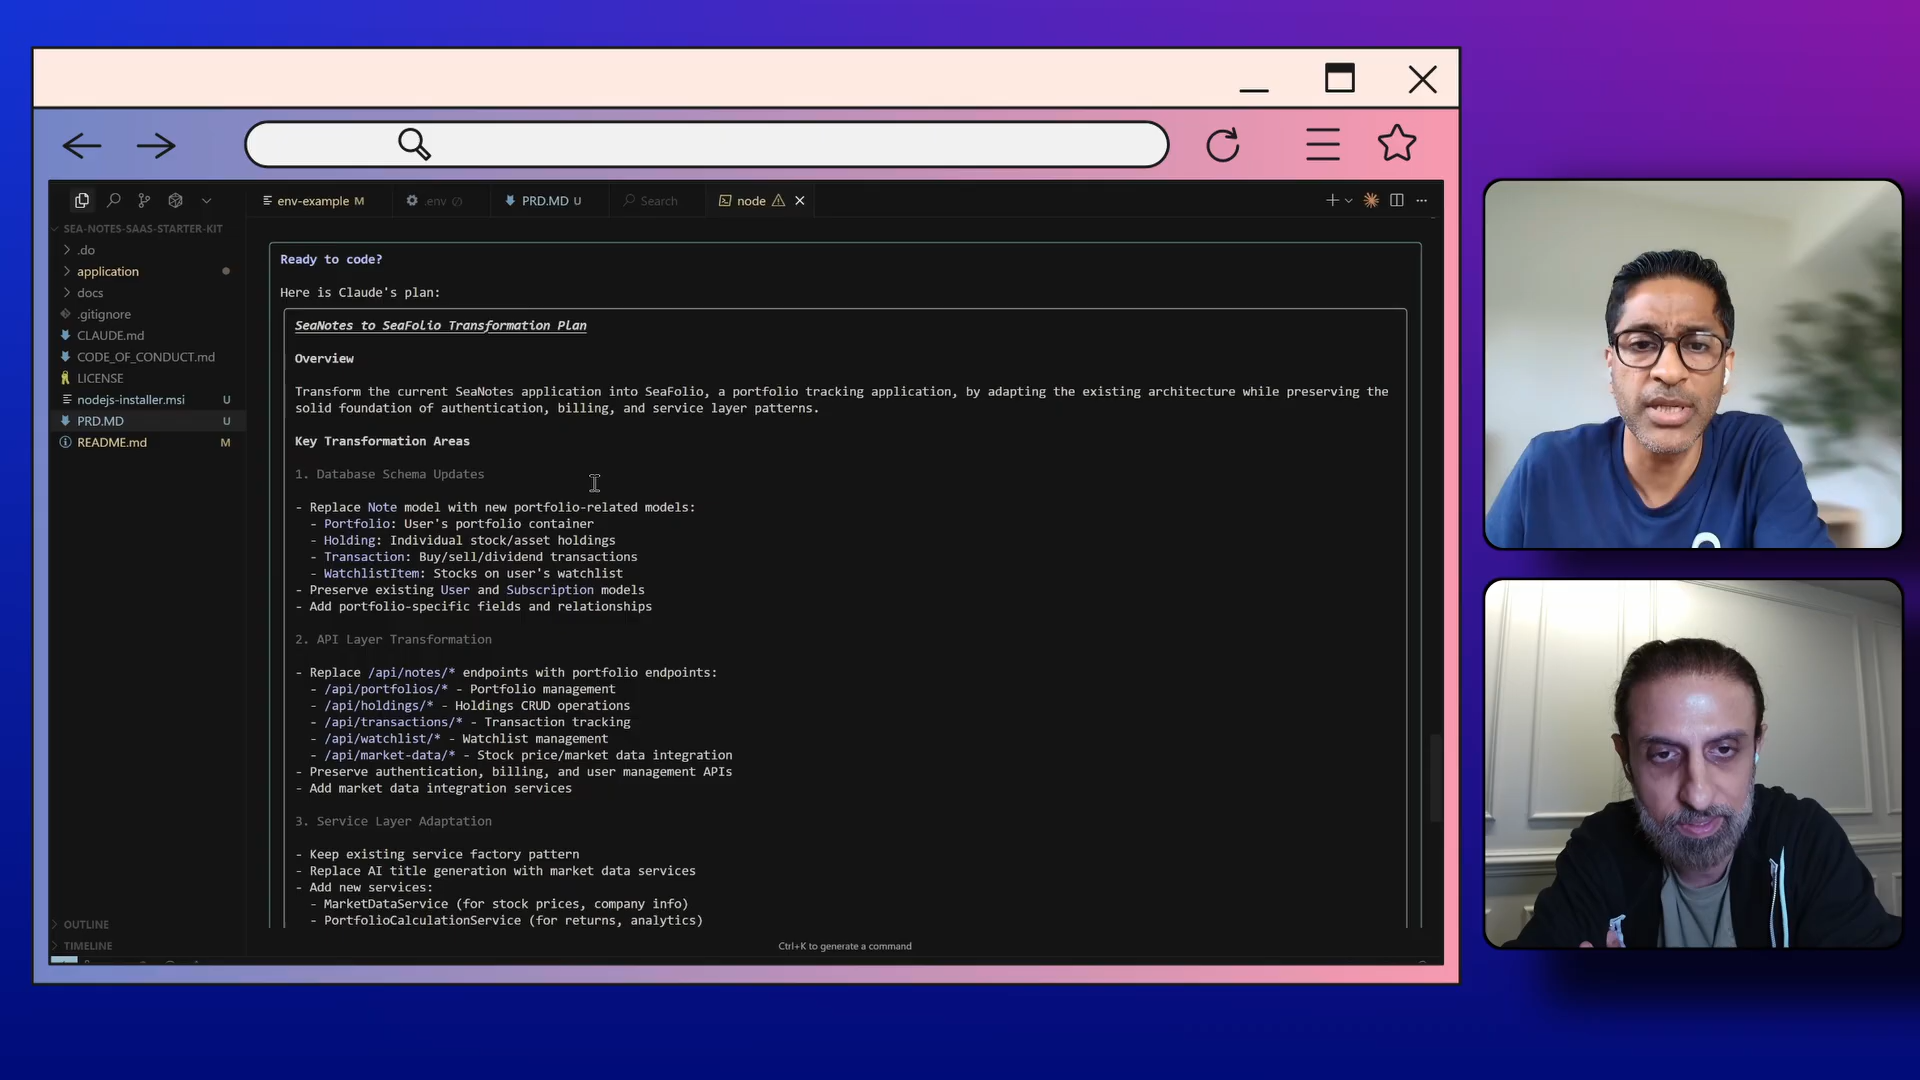 env-example M
.env
PRD.MD U
Search
node
SEA-NOTES-SAAS-STARTER-KIT
.do
application
docs
.gitignore
CLAUDE.md
CODE_OF_CONDUCT.md
LICENSE
nodejs-installer.msi U
PRD.MD U
README.md M
OUTLINE
TIMELINE
Ready to code?
Here is Claude's plan:
SeaNotes to SeaFolio Transformation Plan
Overview
Transform the current SeaNotes application into SeaFolio, a portfolio tracking application, by adapting the existing architecture while preserving the
solid foundation of authentication, billing, and service layer patterns.
Key Transformation Areas
1. Database Schema Updates
- Replace Note model with new portfolio-related models:
- Portfolio: User's portfolio container
- Holding: Individual stock/asset holdings
- Transaction: Buy/sell/dividend transactions
- WatchlistItem: Stocks on user's watchlist
- Preserve existing User and Subscription models
- Add portfolio-specific fields and relationships
2. API Layer Transformation
- Replace /api/notes/* endpoints with portfolio endpoints:
- /api/portfolios/* - Portfolio management
- /api/holdings/* - Holdings CRUD operations
- /api/transactions/* - Transaction tracking
- /api/watchlist/* - Watchlist management
- /api/market-data/* - Stock price/market data integration
- Preserve authentication, billing, and user management APIs
- Add market data integration services
3. Service Layer Adaptation
- Keep existing service factory pattern
- Replace AI title generation with market data services
- Add new services:
- MarketDataService (for stock prices, company info)
- PortfolioCalculationService (for returns, analytics)
Ctrl+K to generate a command